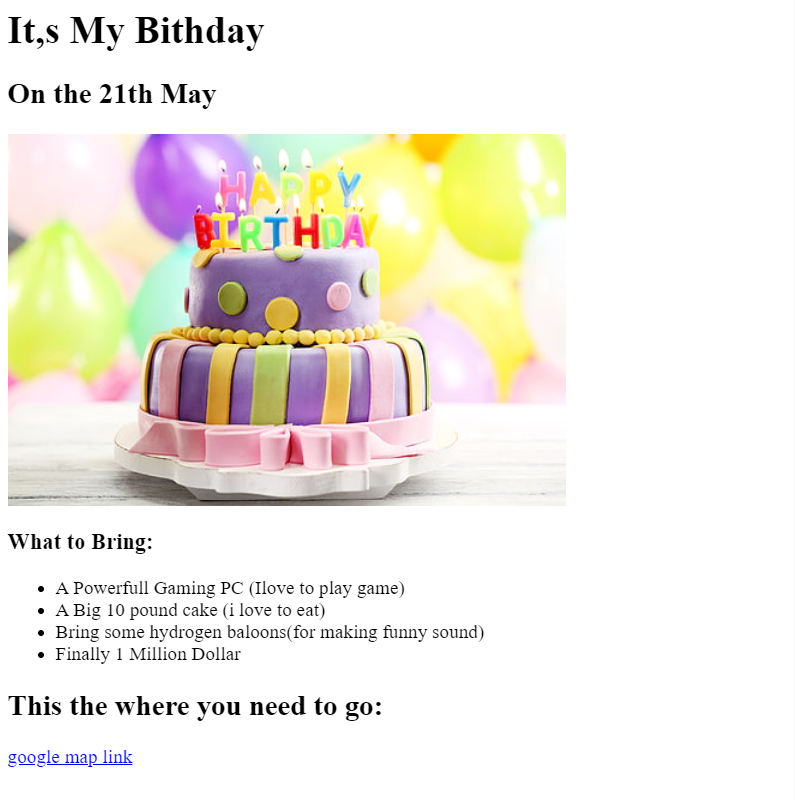 It,s My Bithday
On the 21th May
HAPPY
BIRTHDAY
What to Bring:
A Powerfull Gaming PC (Ilove to play game)
A Big 10 pound cake (i love to eat)
Bring some hydrogen baloons(for making funny sound)
Finally 1 Million Dollar
This the where you need to go:
google map link